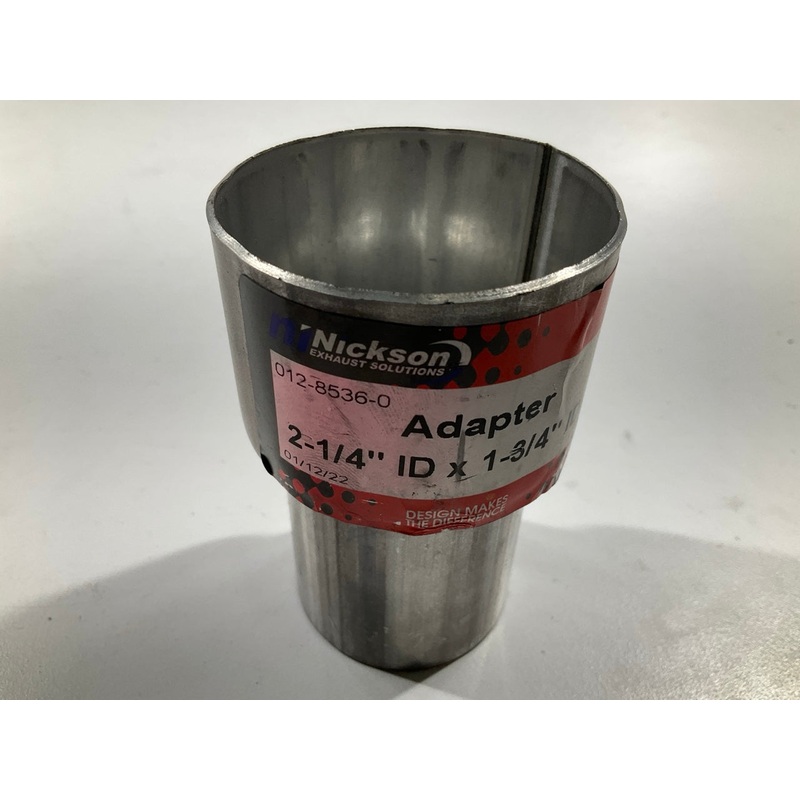 ni Nickson
EXHAUST SOLUTIONS
012-8536-0
Adapter
2-1/4" ID x 1-3/4"
01/12/22
DESIGN MAKES
THE DIFFERENCE